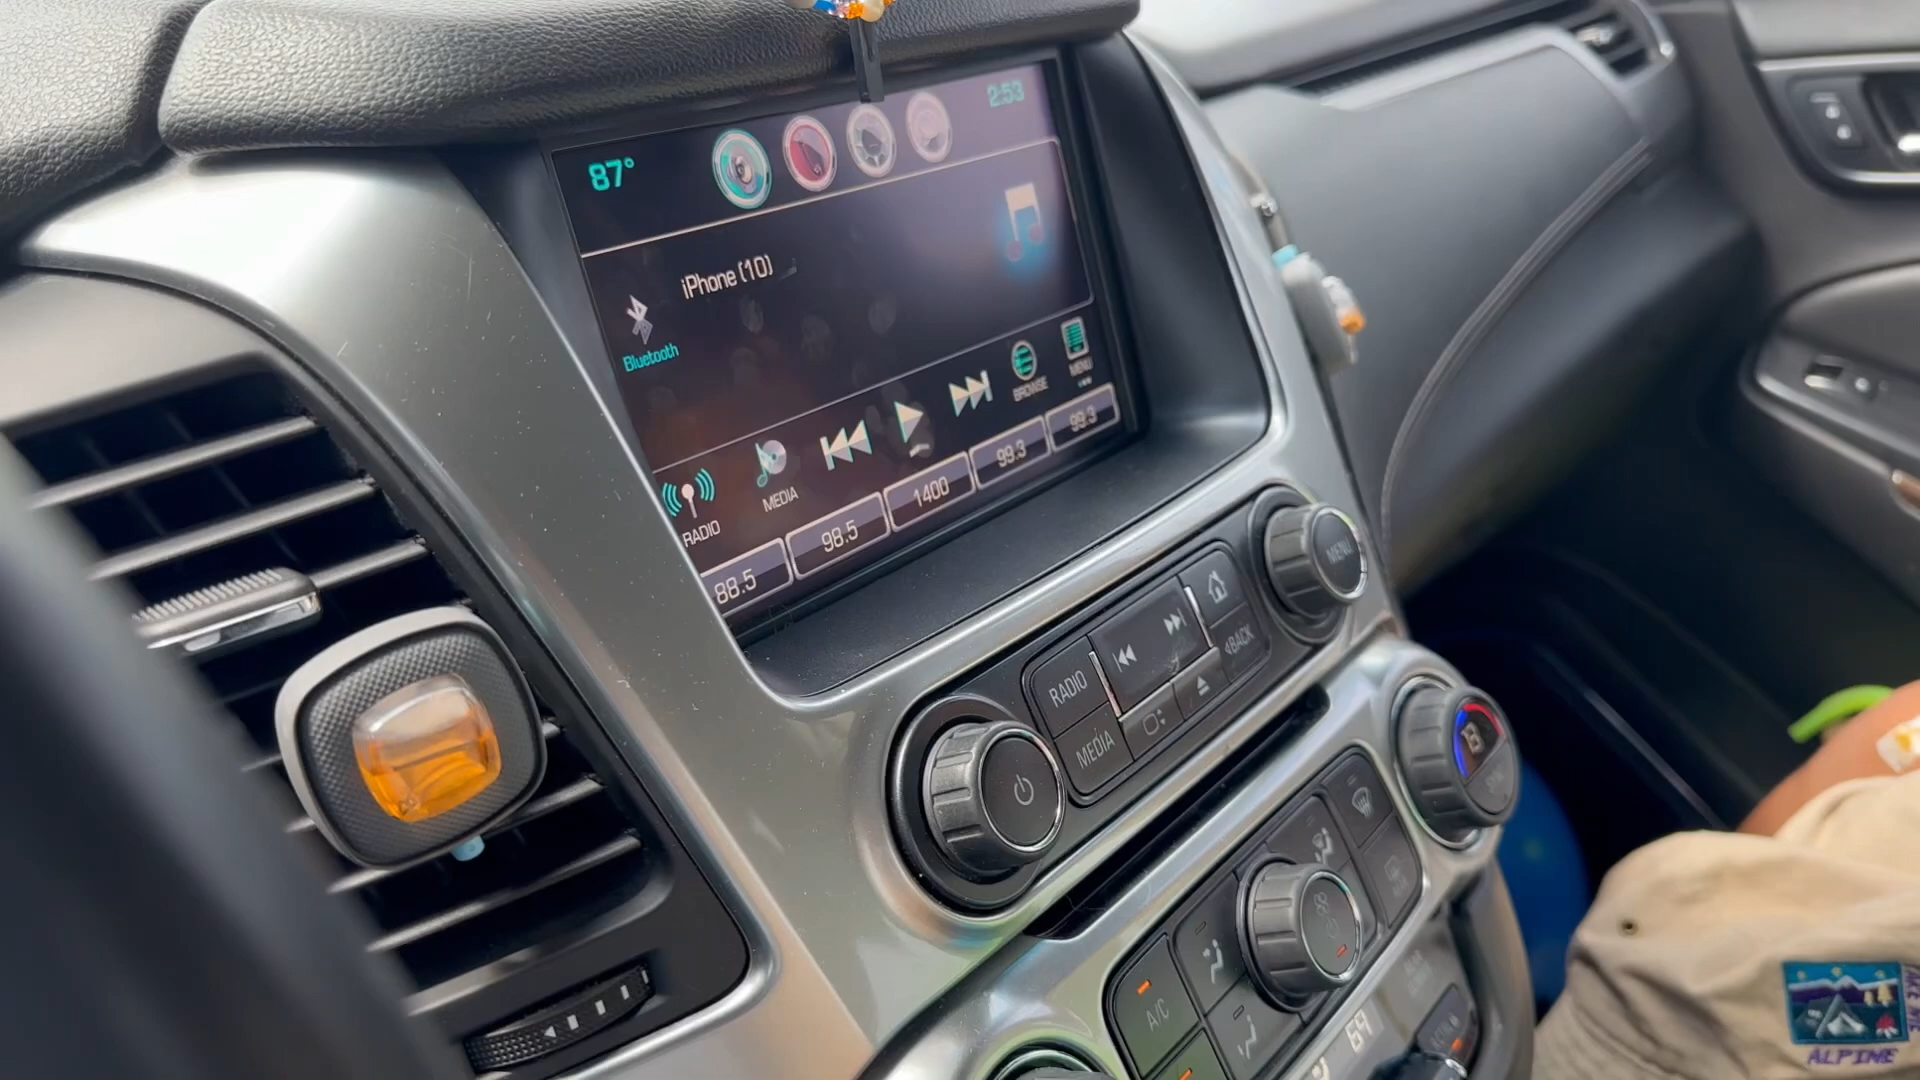 2:53
87°
iPhone (10)
Bluetooth
BROWSE
MENU
RADIO
MEDIA
88.5
98.5
1400
99.3
99.3
MENU
RADIO
BACK
MEDIA
A/C
69
ALPINE